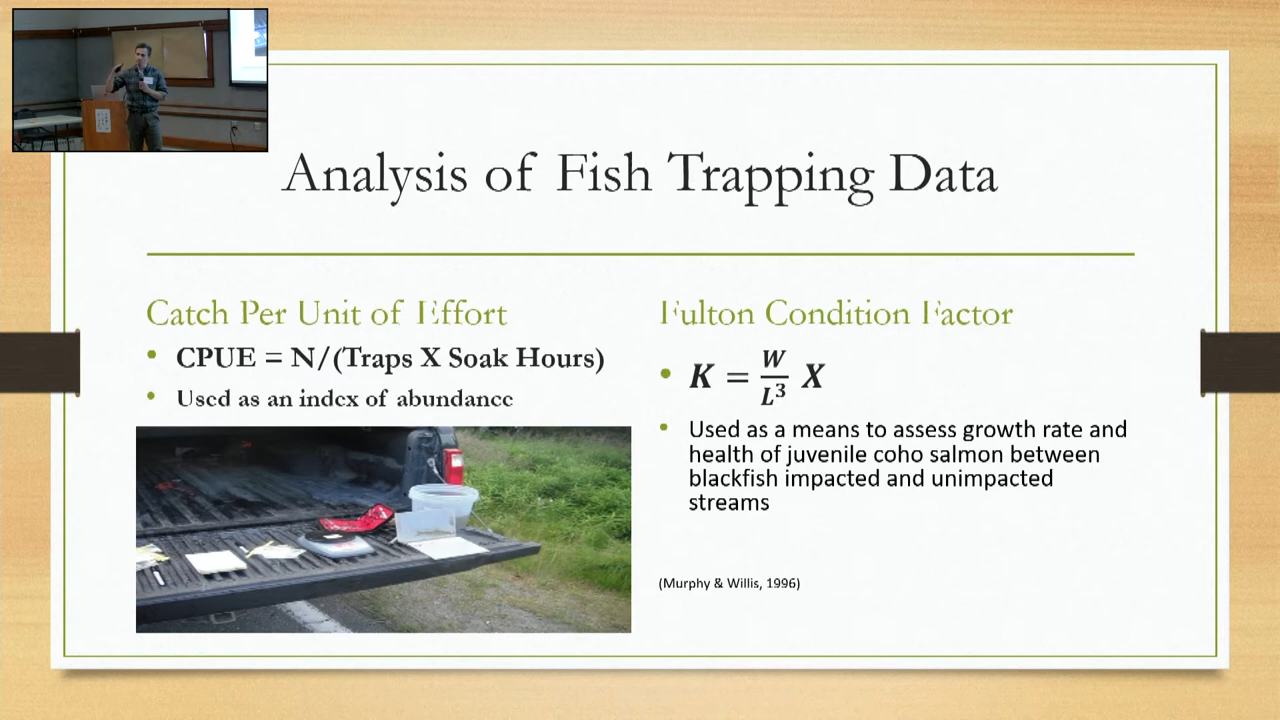 Analysis of Fish Trapping Data
Catch Per Unit of Effort
• CPUE = N/(Traps X Soak Hours)
• Used as an index of abundance
Fulton Condition Factor
• K = W/L³ X
• Used as a means to assess growth rate and
health of juvenile coho salmon between
blackfish impacted and unimpacted
streams
(Murphy & Willis, 1996)